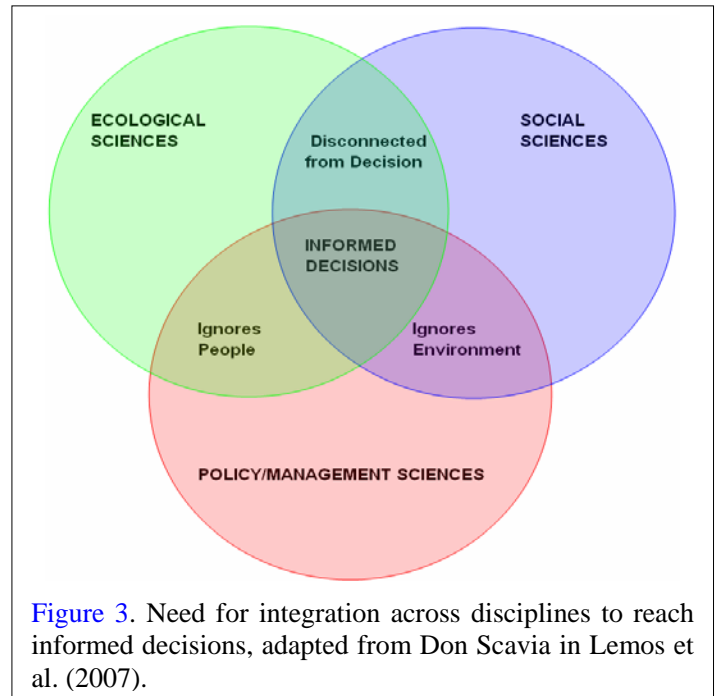 ECOLOGICAL
SCIENCES
SOCIAL
SCIENCES
Disconnected
from Decision
INFORMED
DECISIONS
Ignores
People
Ignores
Environment
POLICY/MANAGEMENT SCIENCES
Figure 3. Need for integration across disciplines to reach
informed decisions, adapted from Don Scavia in Lemos et
al. (2007).